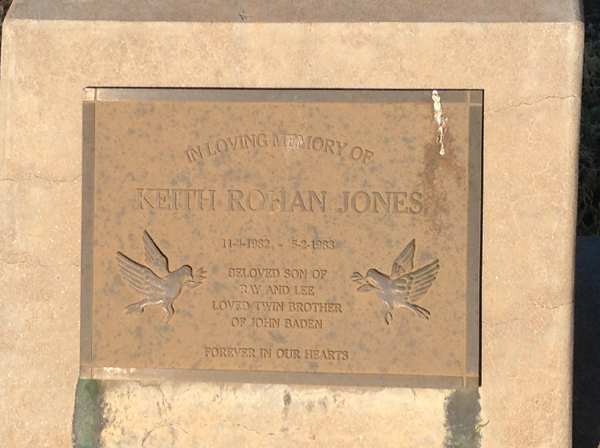 IN LOVING MEMORY OF
KEITH ROHAN JONES
11-4-1982 - 5-2-1983
BELOVED SON OF
RAY AND LEE
LOVED TWIN BROTHER
OF JOHN BADEN
FOREVER IN OUR HEARTS